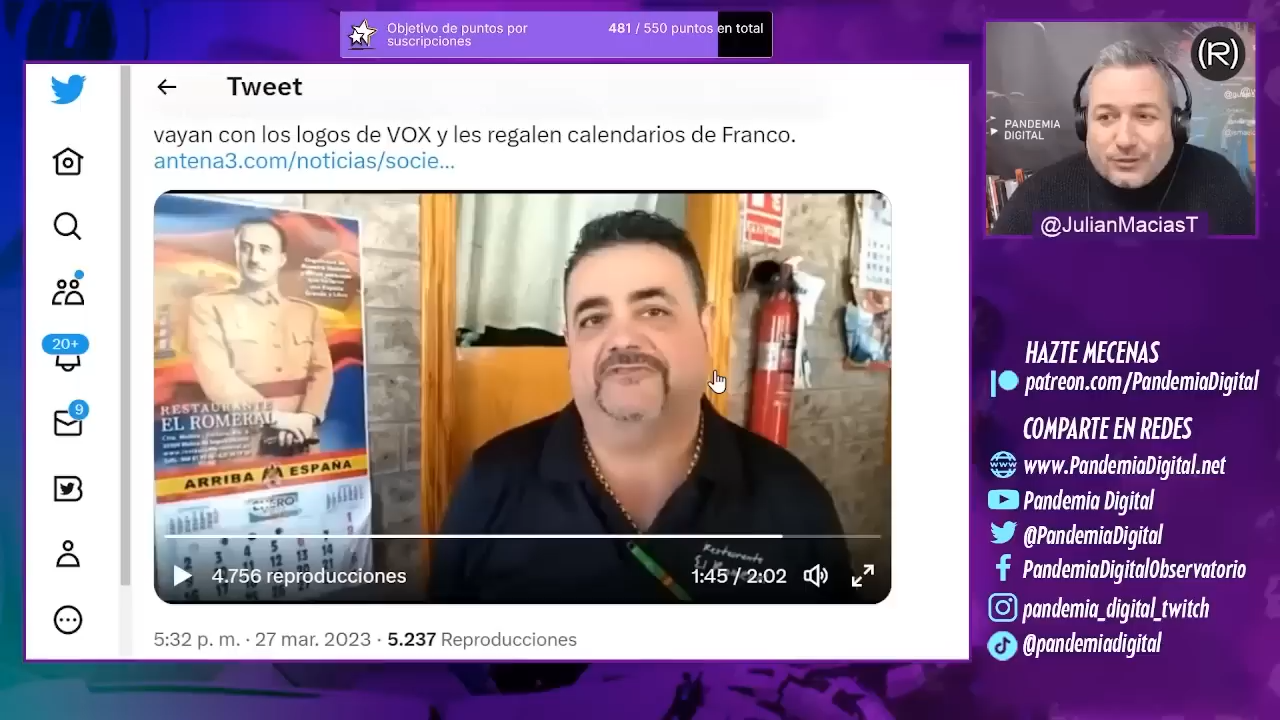 Objetivo de puntos por
suscripciones
481 / 550 puntos en total
Tweet
vayan con los logos de VOX y les regalen calendarios de Franco.
antena3.com/noticias/socie...
20+
9
RESTAURANTE
EL ROMERAL
ARRIBA ESPAÑA
ENERO
4.756 reproducciones
1:45 / 2:02
Restaurante
5:32 p. m. · 27 mar. 2023 · 5.237 Reproducciones
(R)
PANDEMIA
DIGITAL
@JulianMaciasT
HAZTE MECENAS
patreon.com/PandemiaDigital
COMPARTE EN REDES
www.PandemiaDigital.net
Pandemia Digital
@PandemiaDigital
PandemiaDigitalObservatorio
pandemia_digital_twitch
@pandemiadigital